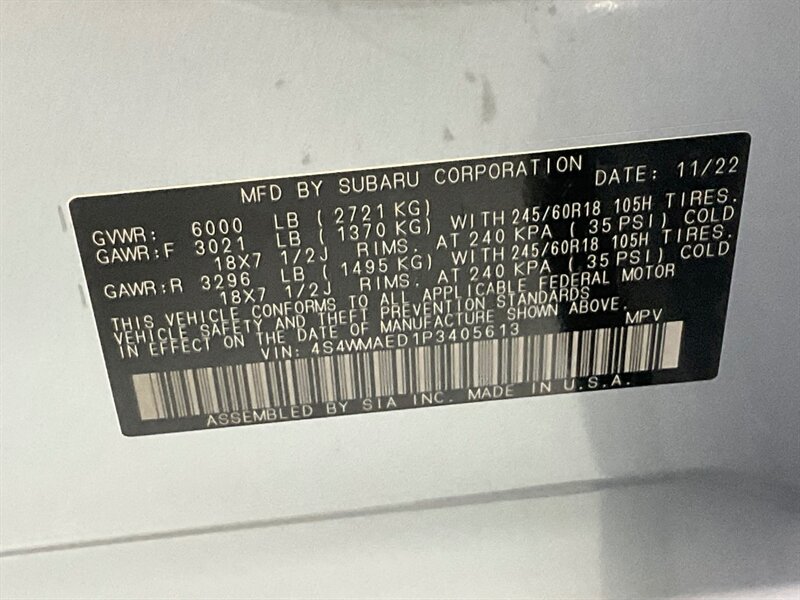 MFD BY SUBARU CORPORATION DATE: 11/22
GVWR: 6000 LB ( 2721 KG)
GAWR:F 3021 LB ( 1370 KG) WITH 245/60R18 105H TIRES.
18X7 1/2J RIMS. AT 240 KPA ( 35 PSI) COLD
GAWR:R 3296 LB ( 1495 KG) WITH 245/60R18 105H TIRES.
18X7 1/2J RIMS. AT 240 KPA ( 35 PSI) COLD
THIS VEHICLE CONFORMS TO ALL APPLICABLE FEDERAL MOTOR
VEHICLE SAFETY AND THEFT PREVENTION STANDARDS
IN EFFECT ON THE DATE OF MANUFACTURE SHOWN ABOVE.
VIN: 4S4WMAED1P3405613 MPV
ASSEMBLED BY SIA INC. MADE IN U.S.A.